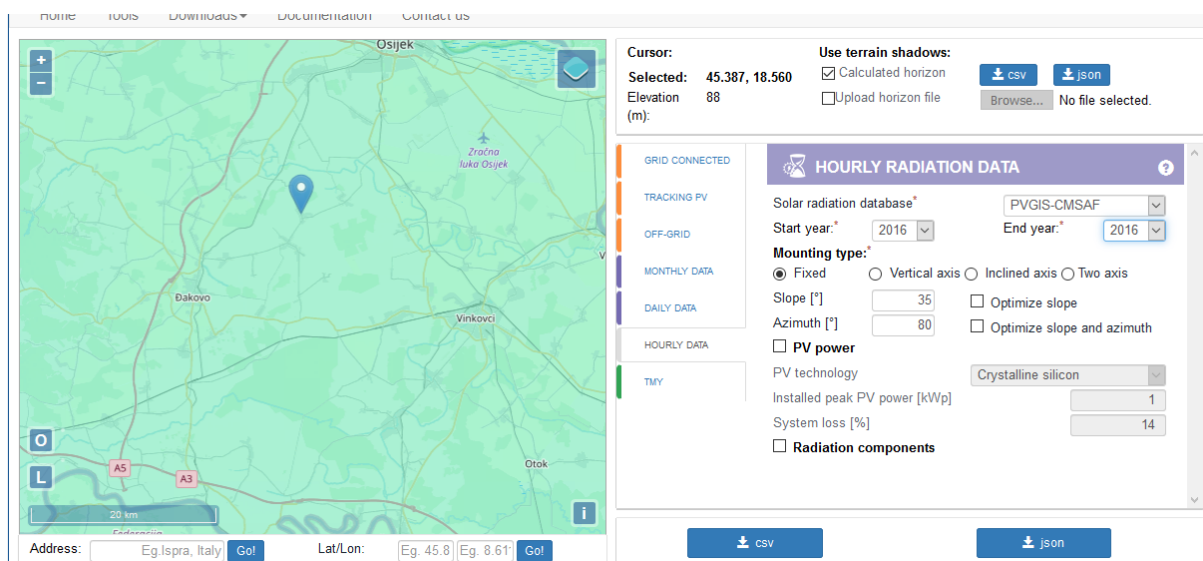 Home Tools Downloads Documentation Contact us
Osijek
+
−
Zračna
luka Osijek
Đakovo
Vinkovci
Otok
O
L
A5
A3
20 km
i
Address: Eg.Ispra, Italy Go! Lat/Lon: Eg. 45.8 Eg. 8.61 Go!
Cursor: Use terrain shadows:
Selected: 45.387, 18.560 Calculated horizon csv json
Elevation 88 Upload horizon file Browse... No file selected.
(m):
GRID CONNECTED
TRACKING PV
OFF-GRID
MONTHLY DATA
DAILY DATA
HOURLY DATA
TMY
HOURLY RADIATION DATA ?
Solar radiation database* PVGIS-CMSAF
Start year:* 2016 End year:* 2016
Mounting type:*
Fixed Vertical axis Inclined axis Two axis
Slope [°] 35 Optimize slope
Azimuth [°] 80 Optimize slope and azimuth
PV power
PV technology Crystalline silicon
Installed peak PV power [kWp] 1
System loss [%] 14
Radiation components
csv json